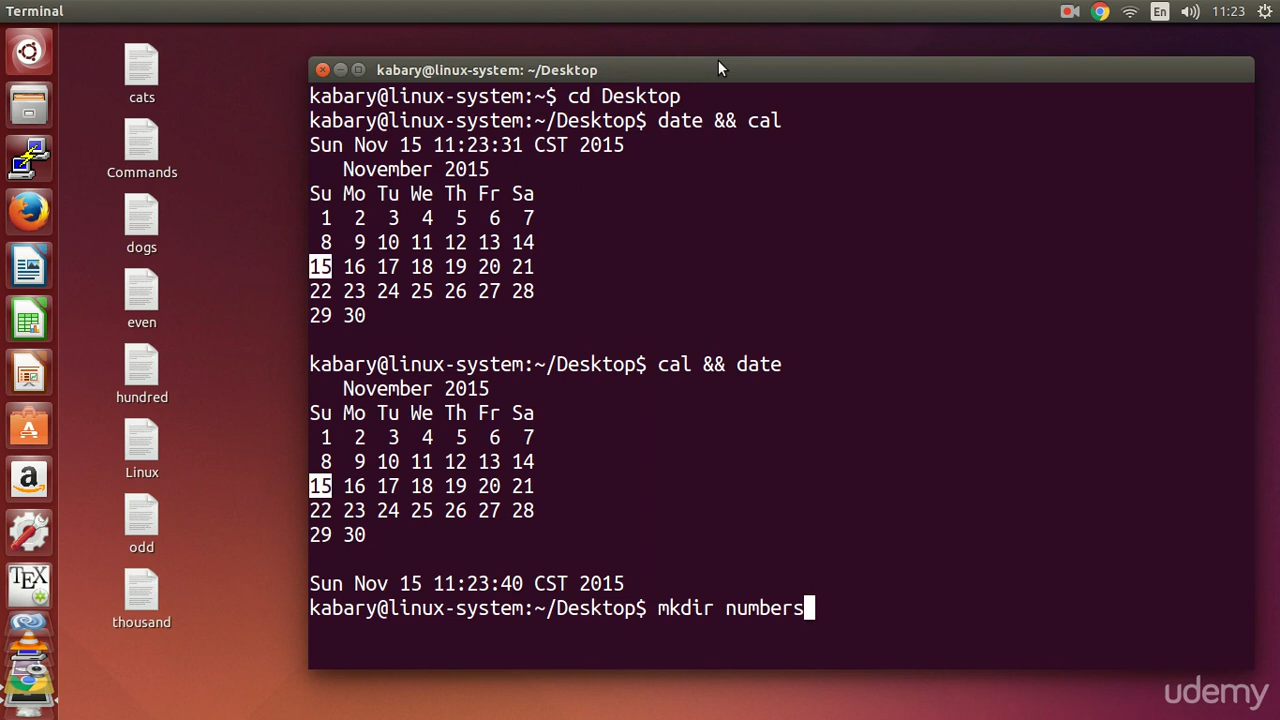 Terminal
En
11:23
cats
Commands
dogs
even
hundred
Linux
odd
thousand
kabary@linux-system: ~/Desktop
kabary@linux-system:~$ cd Desktop
kabary@linux-system:~/Desktop$ date && cal
Sun Nov 15 11:23:31 CST 2015
November 2015
Su Mo Tu We Th Fr Sa
1 2 3 4 5 6 7
8 9 10 11 12 13 14
15 16 17 18 19 20 21
22 23 24 25 26 27 28
29 30
kabary@linux-system:~/Desktop$ cal && date
November 2015
Su Mo Tu We Th Fr Sa
1 2 3 4 5 6 7
8 9 10 11 12 13 14
15 16 17 18 19 20 21
22 23 24 25 26 27 28
29 30
Sun Nov 15 11:23:40 CST 2015
kabary@linux-system:~/Desktop$ mkdir numbers
TEX
udemy